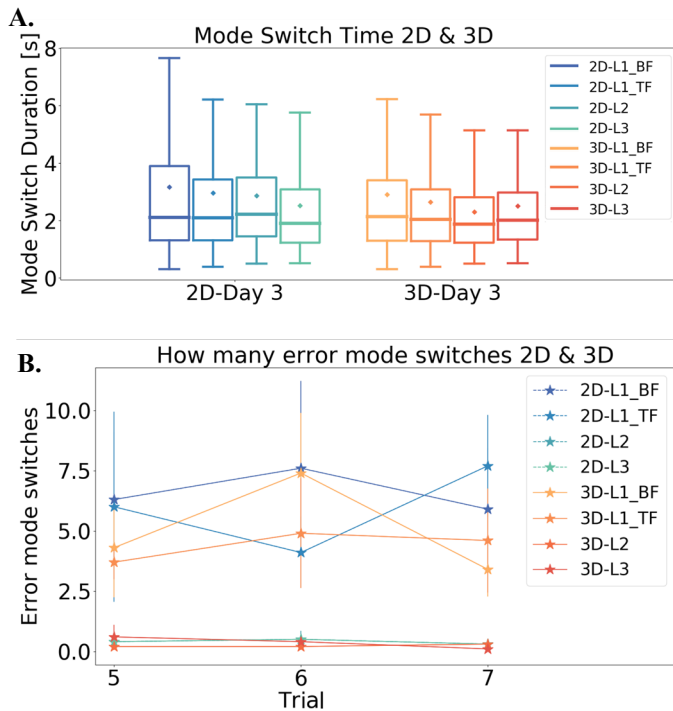 A.
Mode Switch Time 2D & 3D
Mode Switch Duration [s]
8
6
4
2
0
2D-L1_BF
2D-L1_TF
2D-L2
2D-L3
3D-L1_BF
3D-L1_TF
3D-L2
3D-L3
2D-Day 3
3D-Day 3
B.
How many error mode switches 2D & 3D
Error mode switches
10.0
7.5
5.0
2.5
0.0
2D-L1_BF
2D-L1_TF
2D-L2
2D-L3
3D-L1_BF
3D-L1_TF
3D-L2
3D-L3
5
6
7
Trial